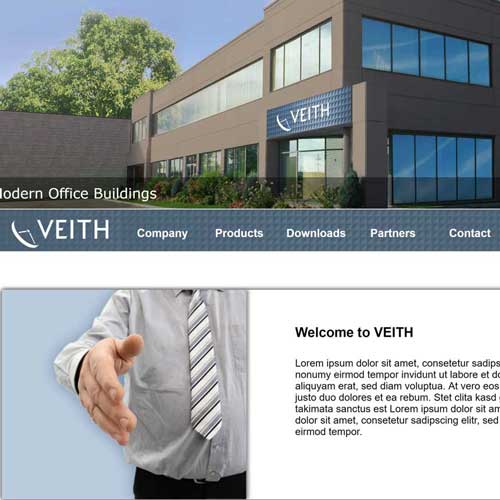 VEITH
Modern Office Buildings
VEITH
Company Products Downloads Partners Contact
Welcome to VEITH
Lorem ipsum dolor sit amet, consetetur sadipsc
nonumy eirmod tempor invidunt ut labore et dolore
aliquyam erat, sed diam voluptua. At vero eos
justo duo dolores et ea rebum. Stet clita kasd
takimata sanctus est Lorem ipsum dolor sit amet
dolor sit amet, consetetur sadipscing elitr, sed
eirmod tempor.